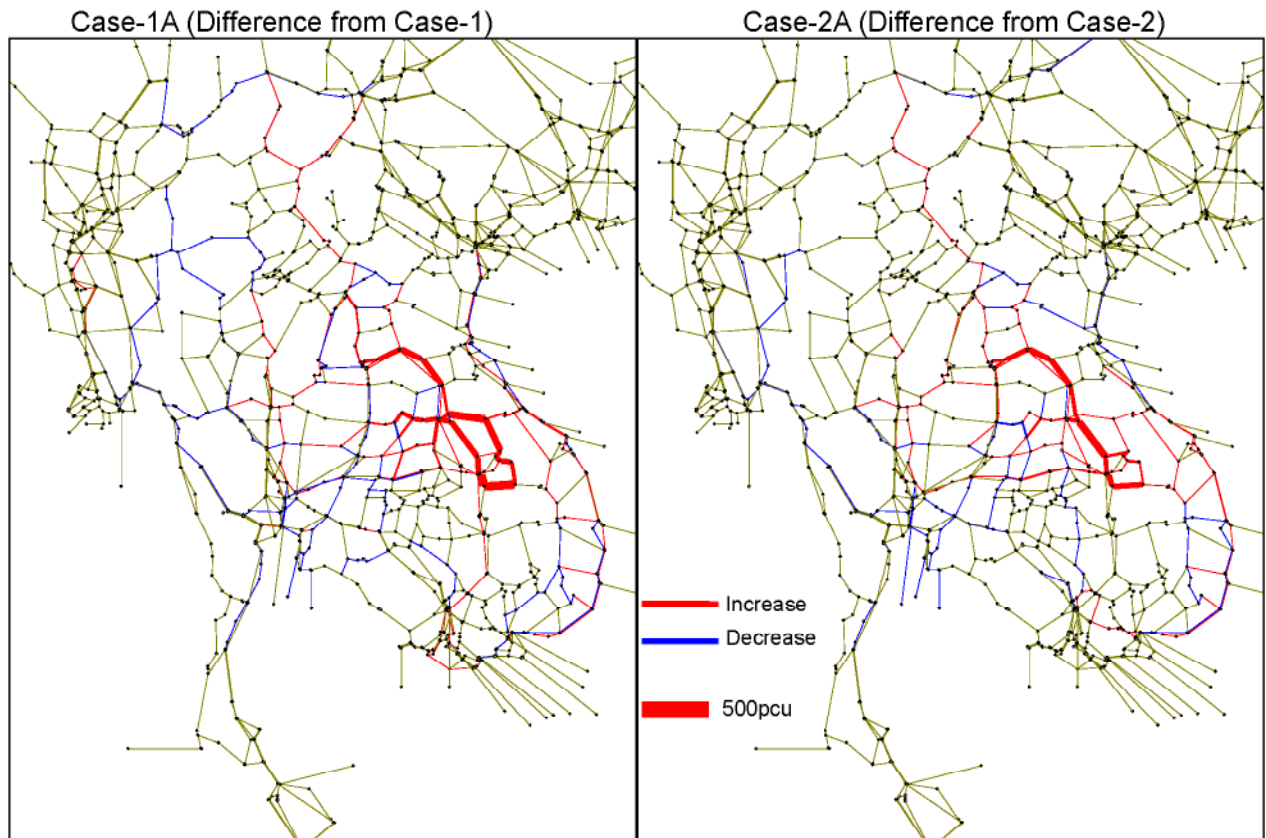 Case-1A (Difference from Case-1)
Case-2A (Difference from Case-2)
Increase
Decrease
500pcu